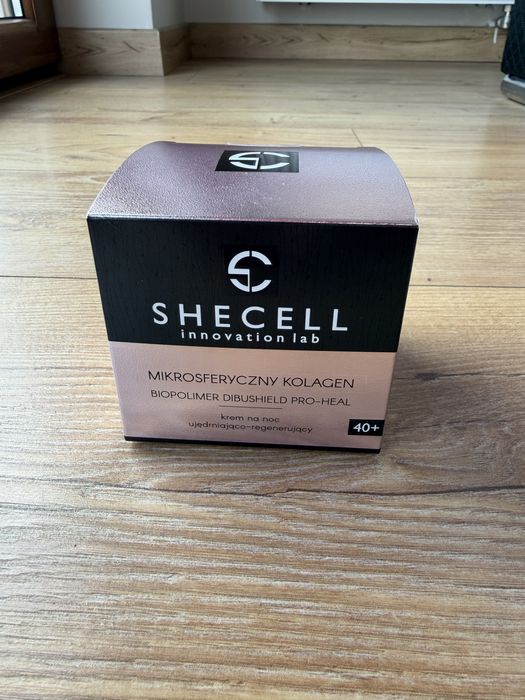 SHECELL
innovation lab
MIKROSFERYCZNY KOLAGEN
BIOPOLIMER DIBUSHIELD PRO-HEAL
krem na noc
ujędrniająco-regenerujący
40+